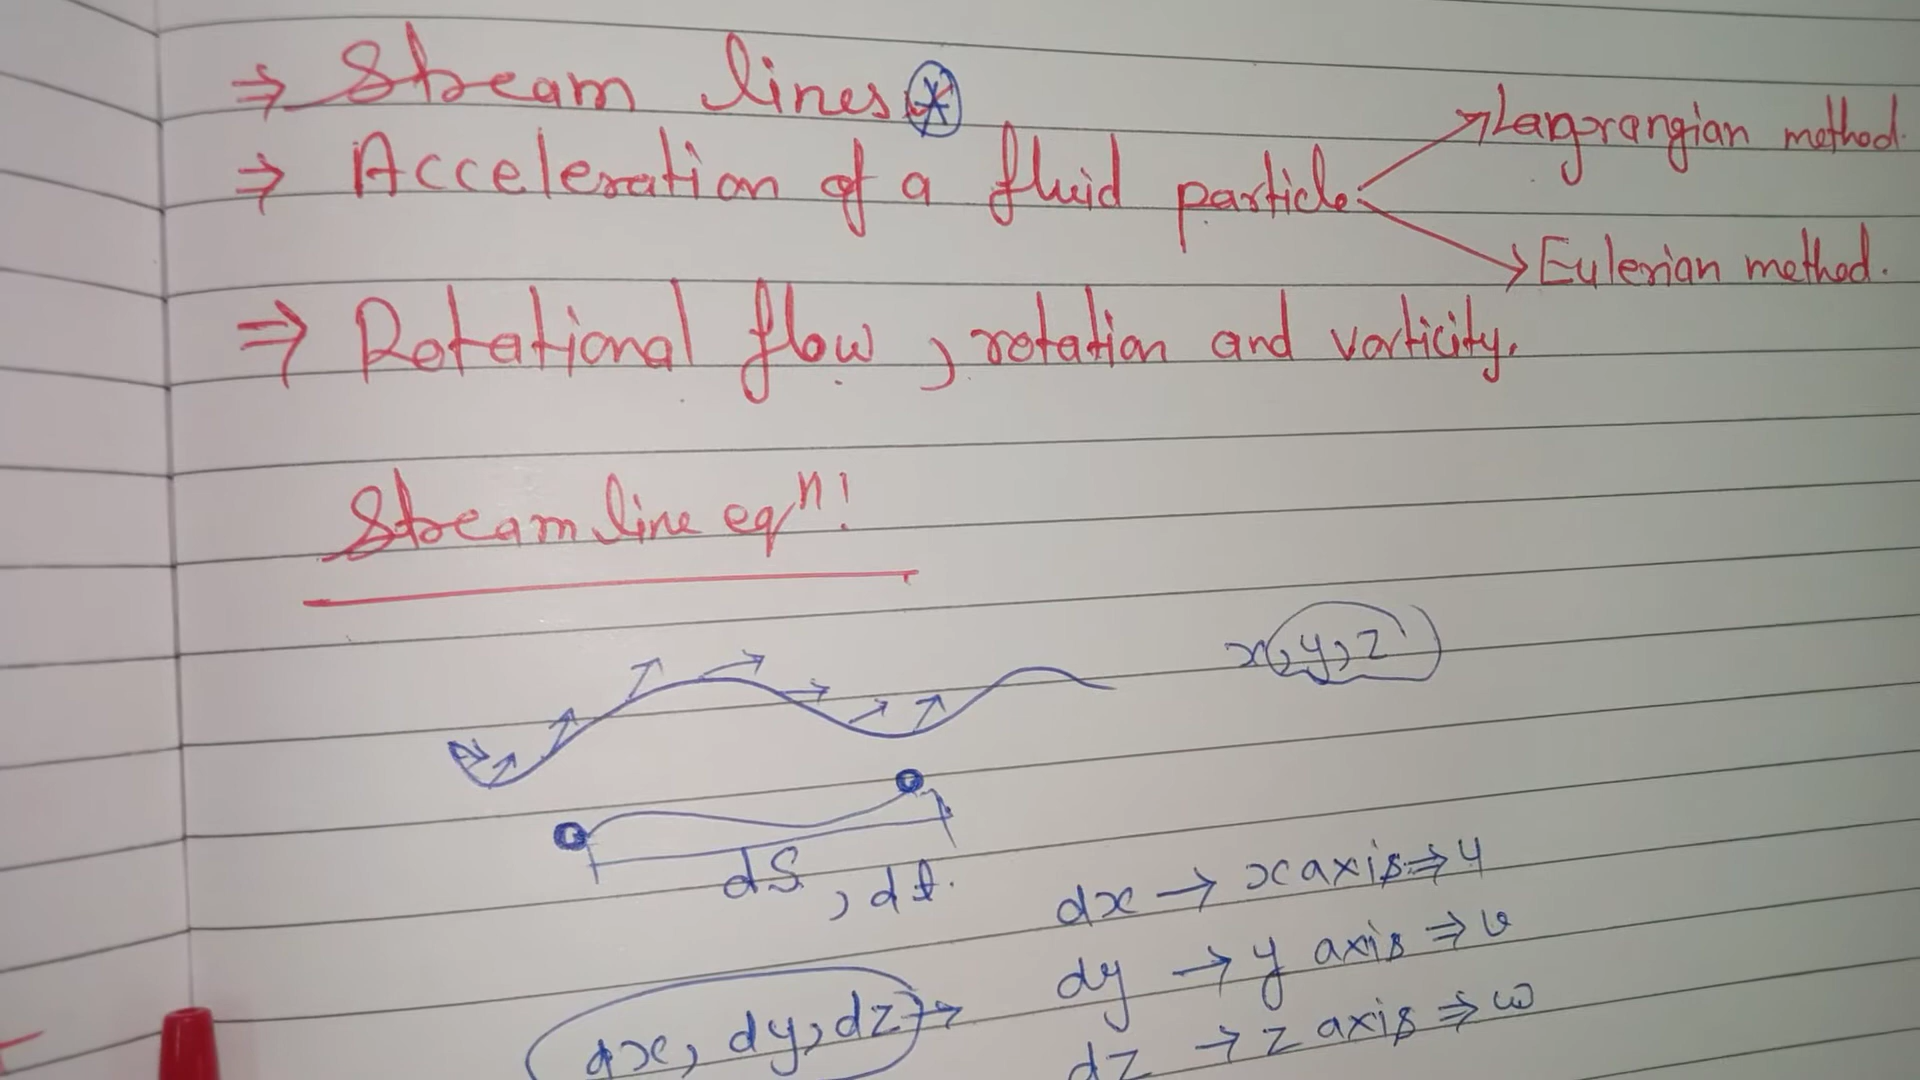 ⇒ Stream lines *
⇒ Acceleration of a fluid particle
Lagrangian method.
Eulerian method.
⇒ Rotational flow, rotation and vorticity.
Stream line eqⁿ:
x, y, z
ds, dt.
dx → x axis ⇒ u
dy → y axis ⇒ v
dx, dy, dz →
dz → z axis ⇒ w